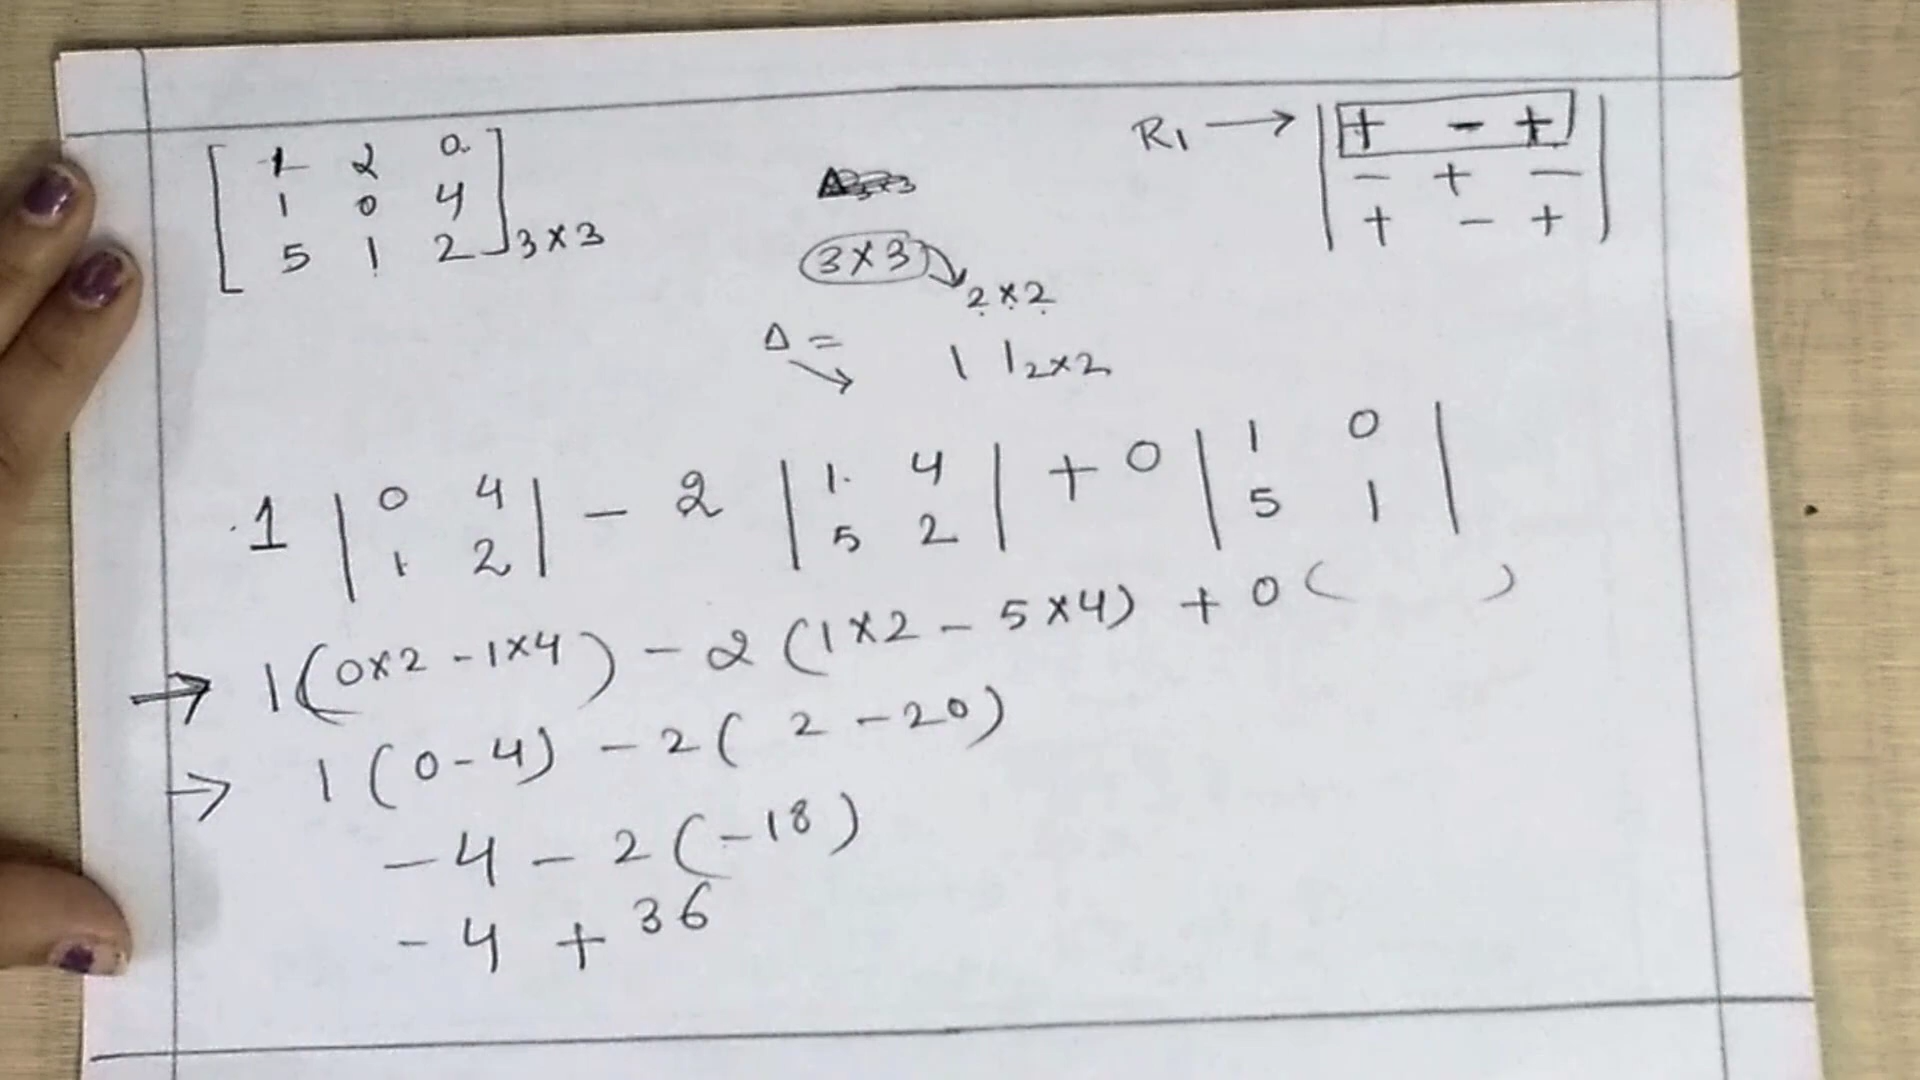 [ 1 2 0 ]
1 0 4
5 1 2 ] 3 × 3
R1 → | + - + |
- + -
+ - +
3 × 3
2 × 2
Δ =
| | 2 × 2
1 | 0 4 | - 2 | 1 4 | + 0 | 1 0 |
1 2 5 2 5 1
→ 1 ( 0 × 2 - 1 × 4 ) - 2 ( 1 × 2 - 5 × 4 ) + 0 ( )
→ 1 ( 0 - 4 ) - 2 ( 2 - 20 )
- 4 - 2 ( - 18 )
- 4 + 36